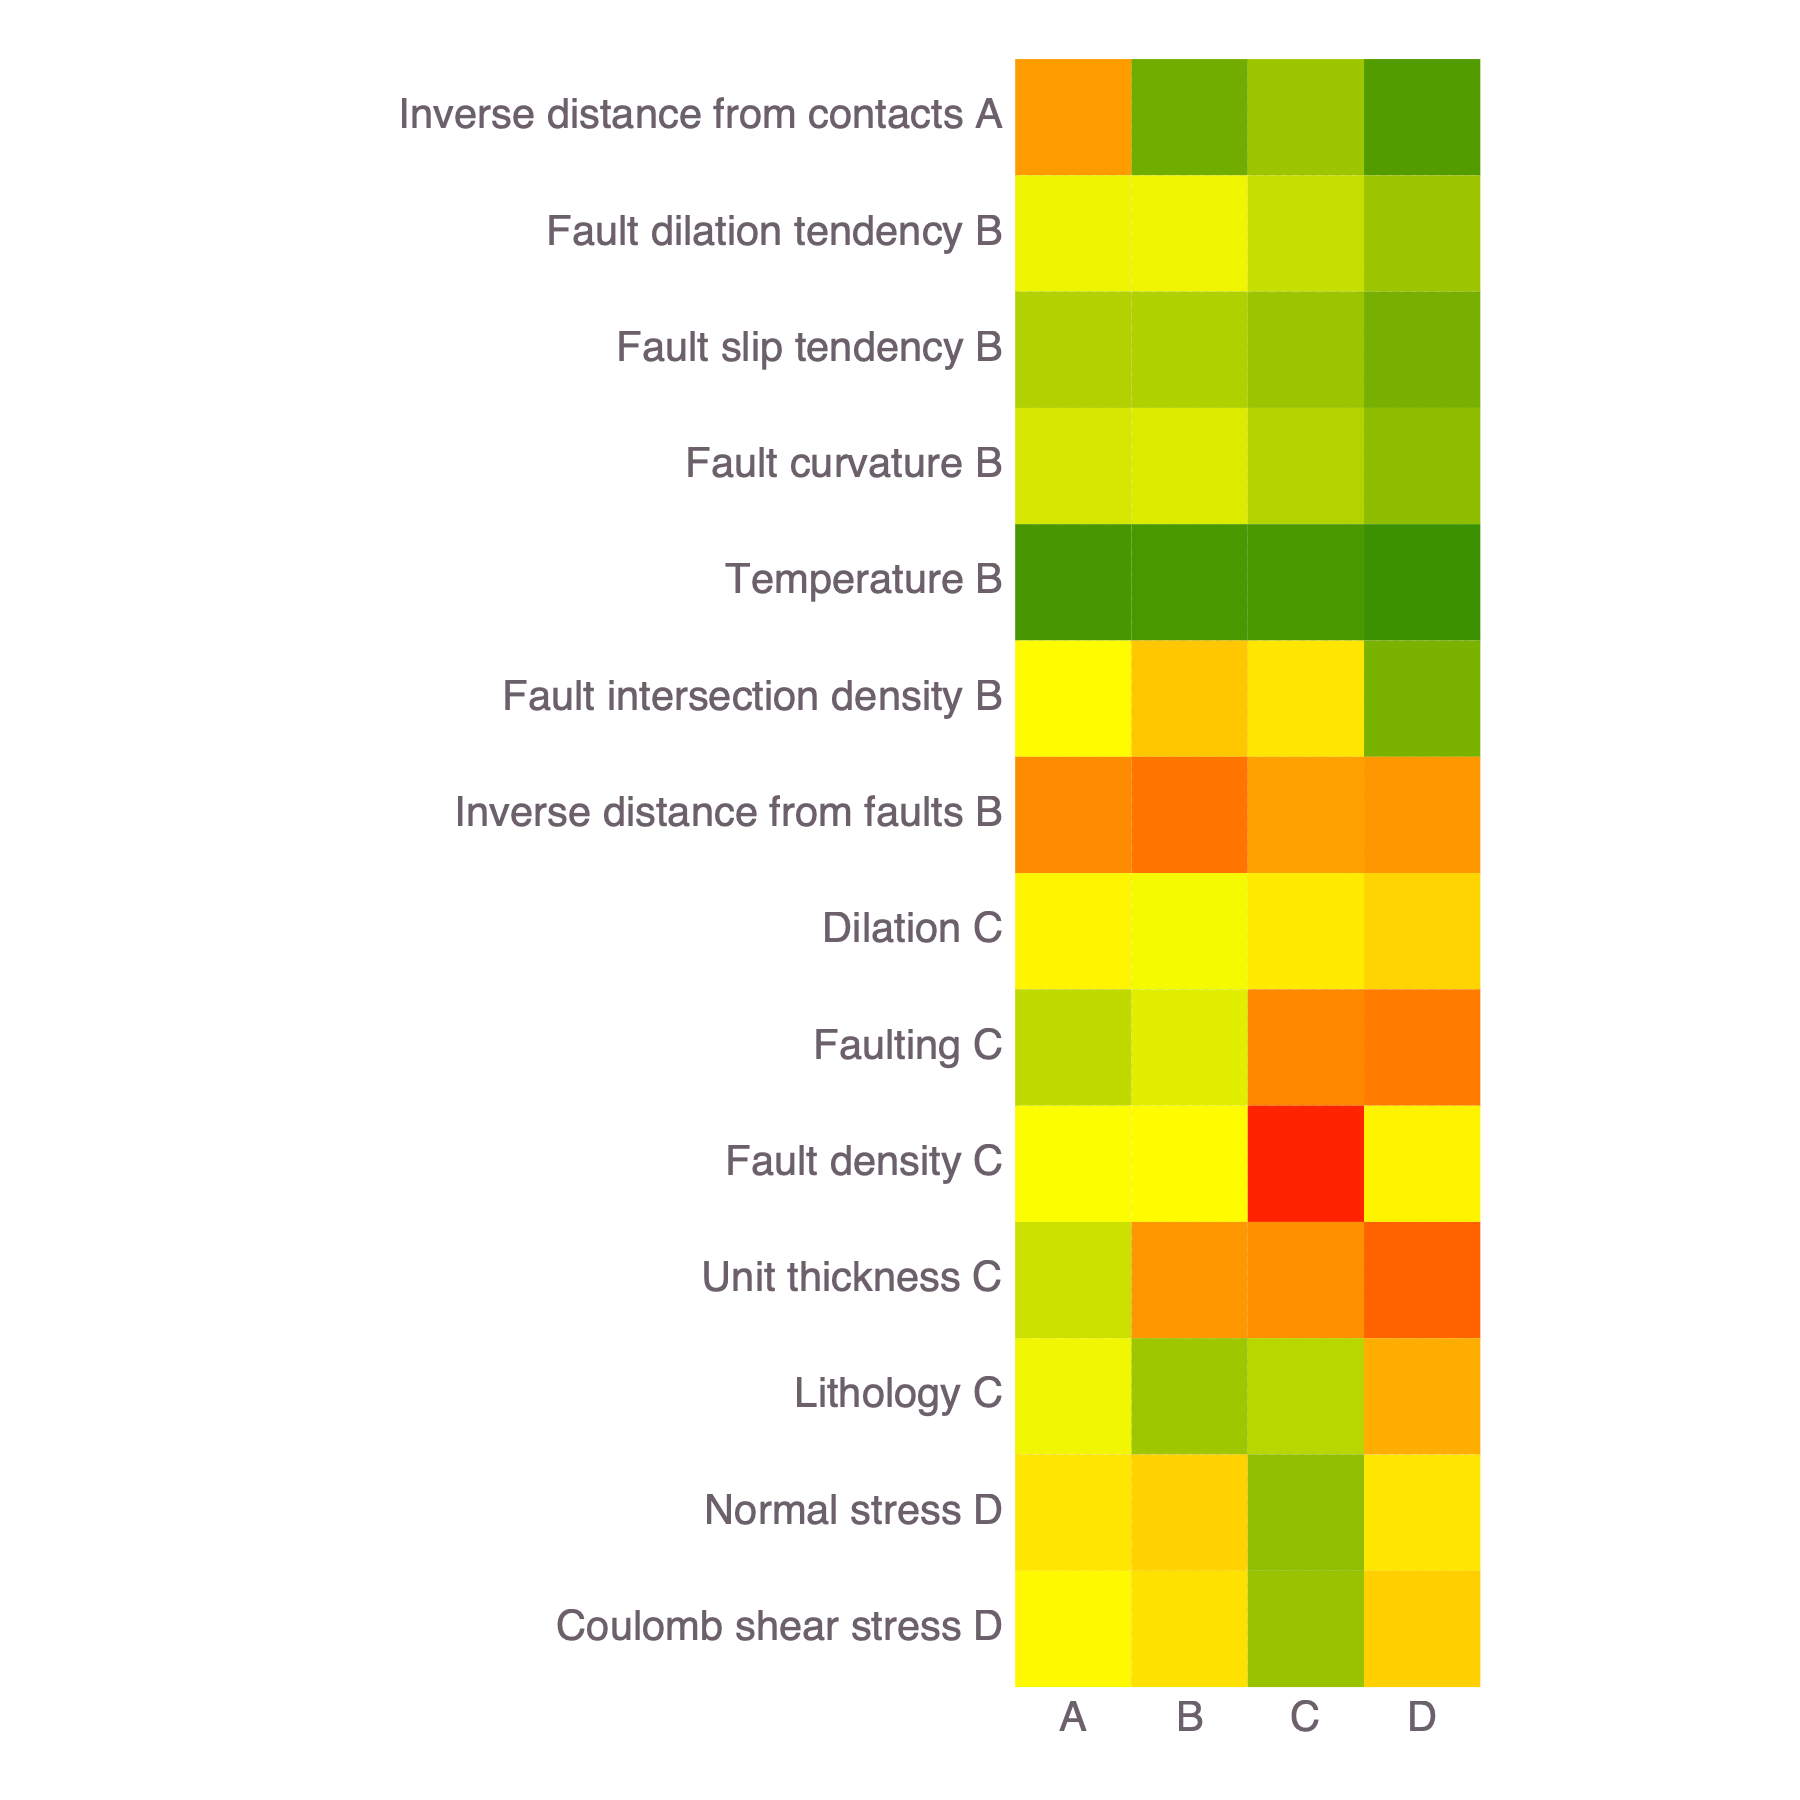 Inverse distance from contacts A
Fault dilation tendency B
Fault slip tendency B
Fault curvature B
Temperature B
Fault intersection density B
Inverse distance from faults B
Dilation C
Faulting C
Fault density C
Unit thickness C
Lithology C
Normal stress D
Coulomb shear stress D
A B C D